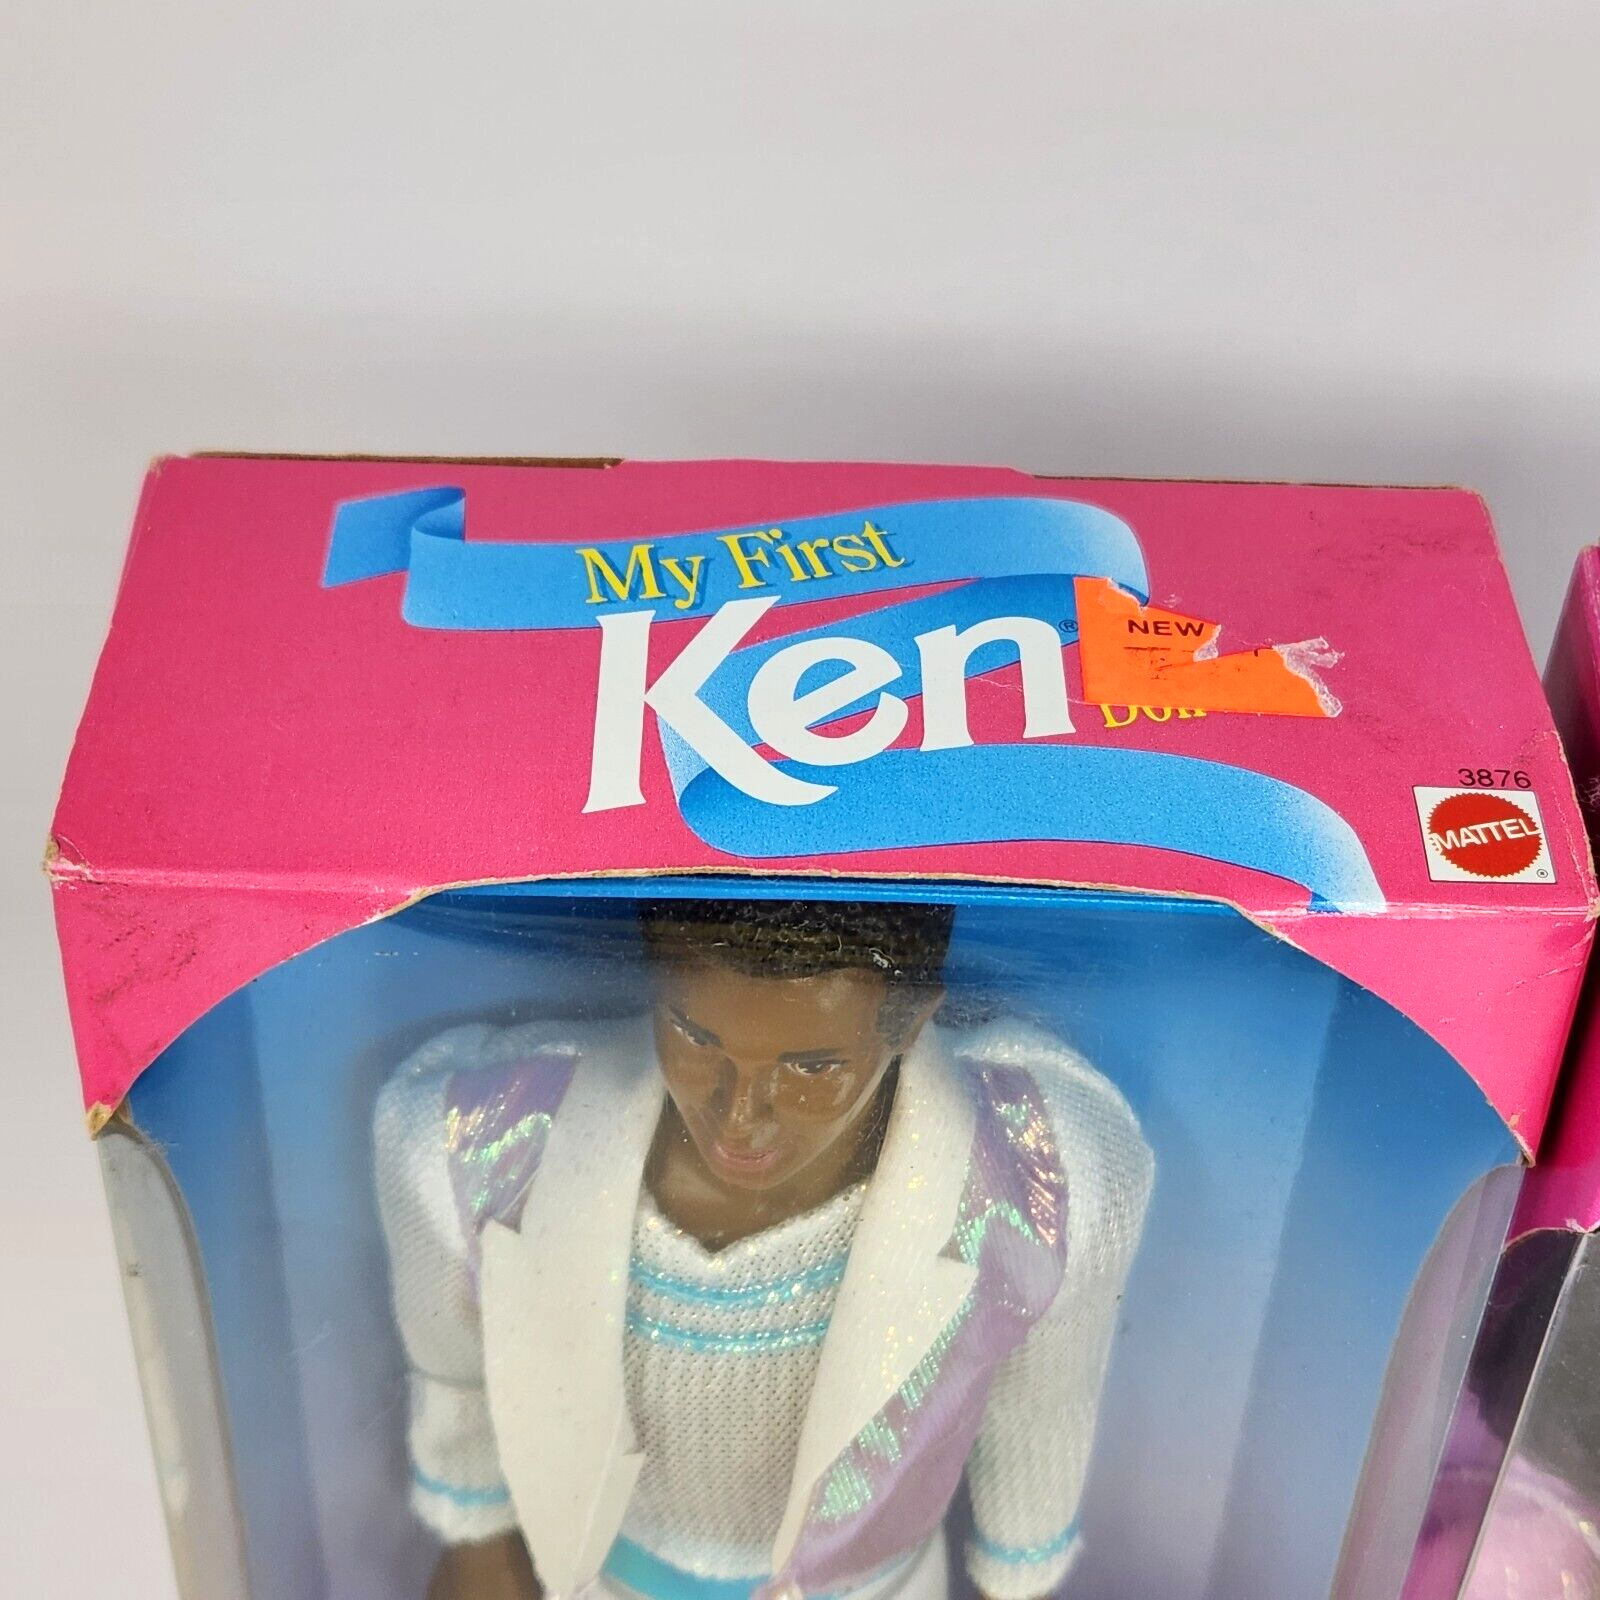 My First
Ken®
NEW
Doll
3876
MATTEL
®